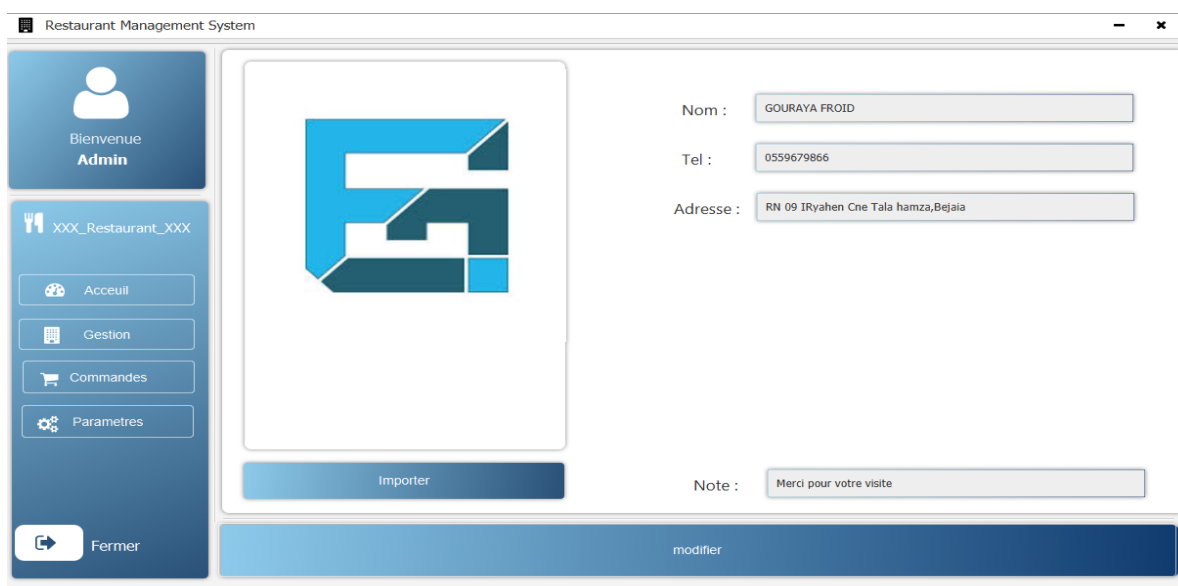 Restaurant Management System
Bienvenue
Admin
XXX_Restaurant_XXX
Acceuil
Gestion
Commandes
Parametres
Fermer
Importer
Nom :
GOURAYA FROID
Tel :
0559679866
Adresse :
RN 09 IRyahen Cne Tala hamza,Bejaia
Note :
Merci pour votre visite
modifier